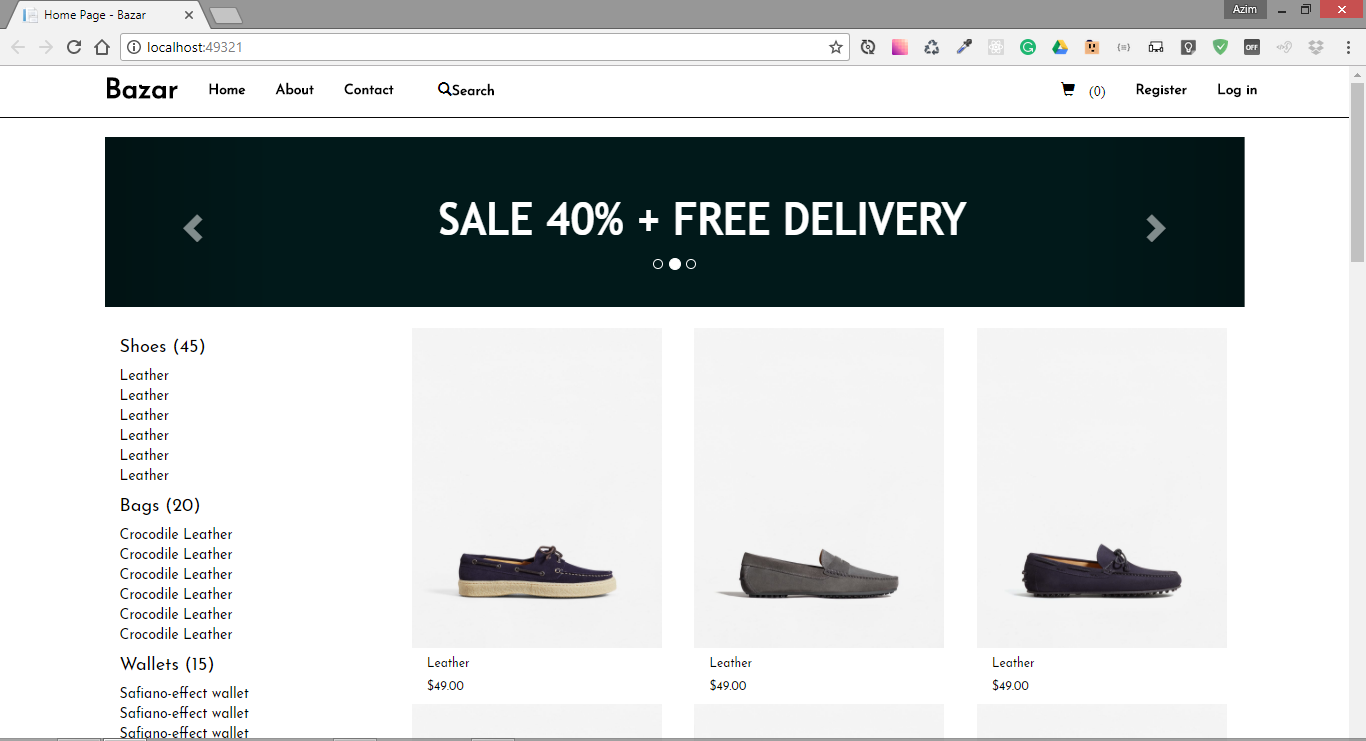 Home Page - Bazar
Azim
localhost:49321
OFF
Bazar Home About Contact Search (0) Register Log in
SALE 40% + FREE DELIVERY
Shoes (45)
Leather
Leather
Leather
Leather
Leather
Leather
Bags (20)
Crocodile Leather
Crocodile Leather
Crocodile Leather
Crocodile Leather
Crocodile Leather
Crocodile Leather
Wallets (15)
Safiano-effect wallet
Safiano-effect wallet
Safiano-effect wallet
Leather Leather Leather
$49.00 $49.00 $49.00